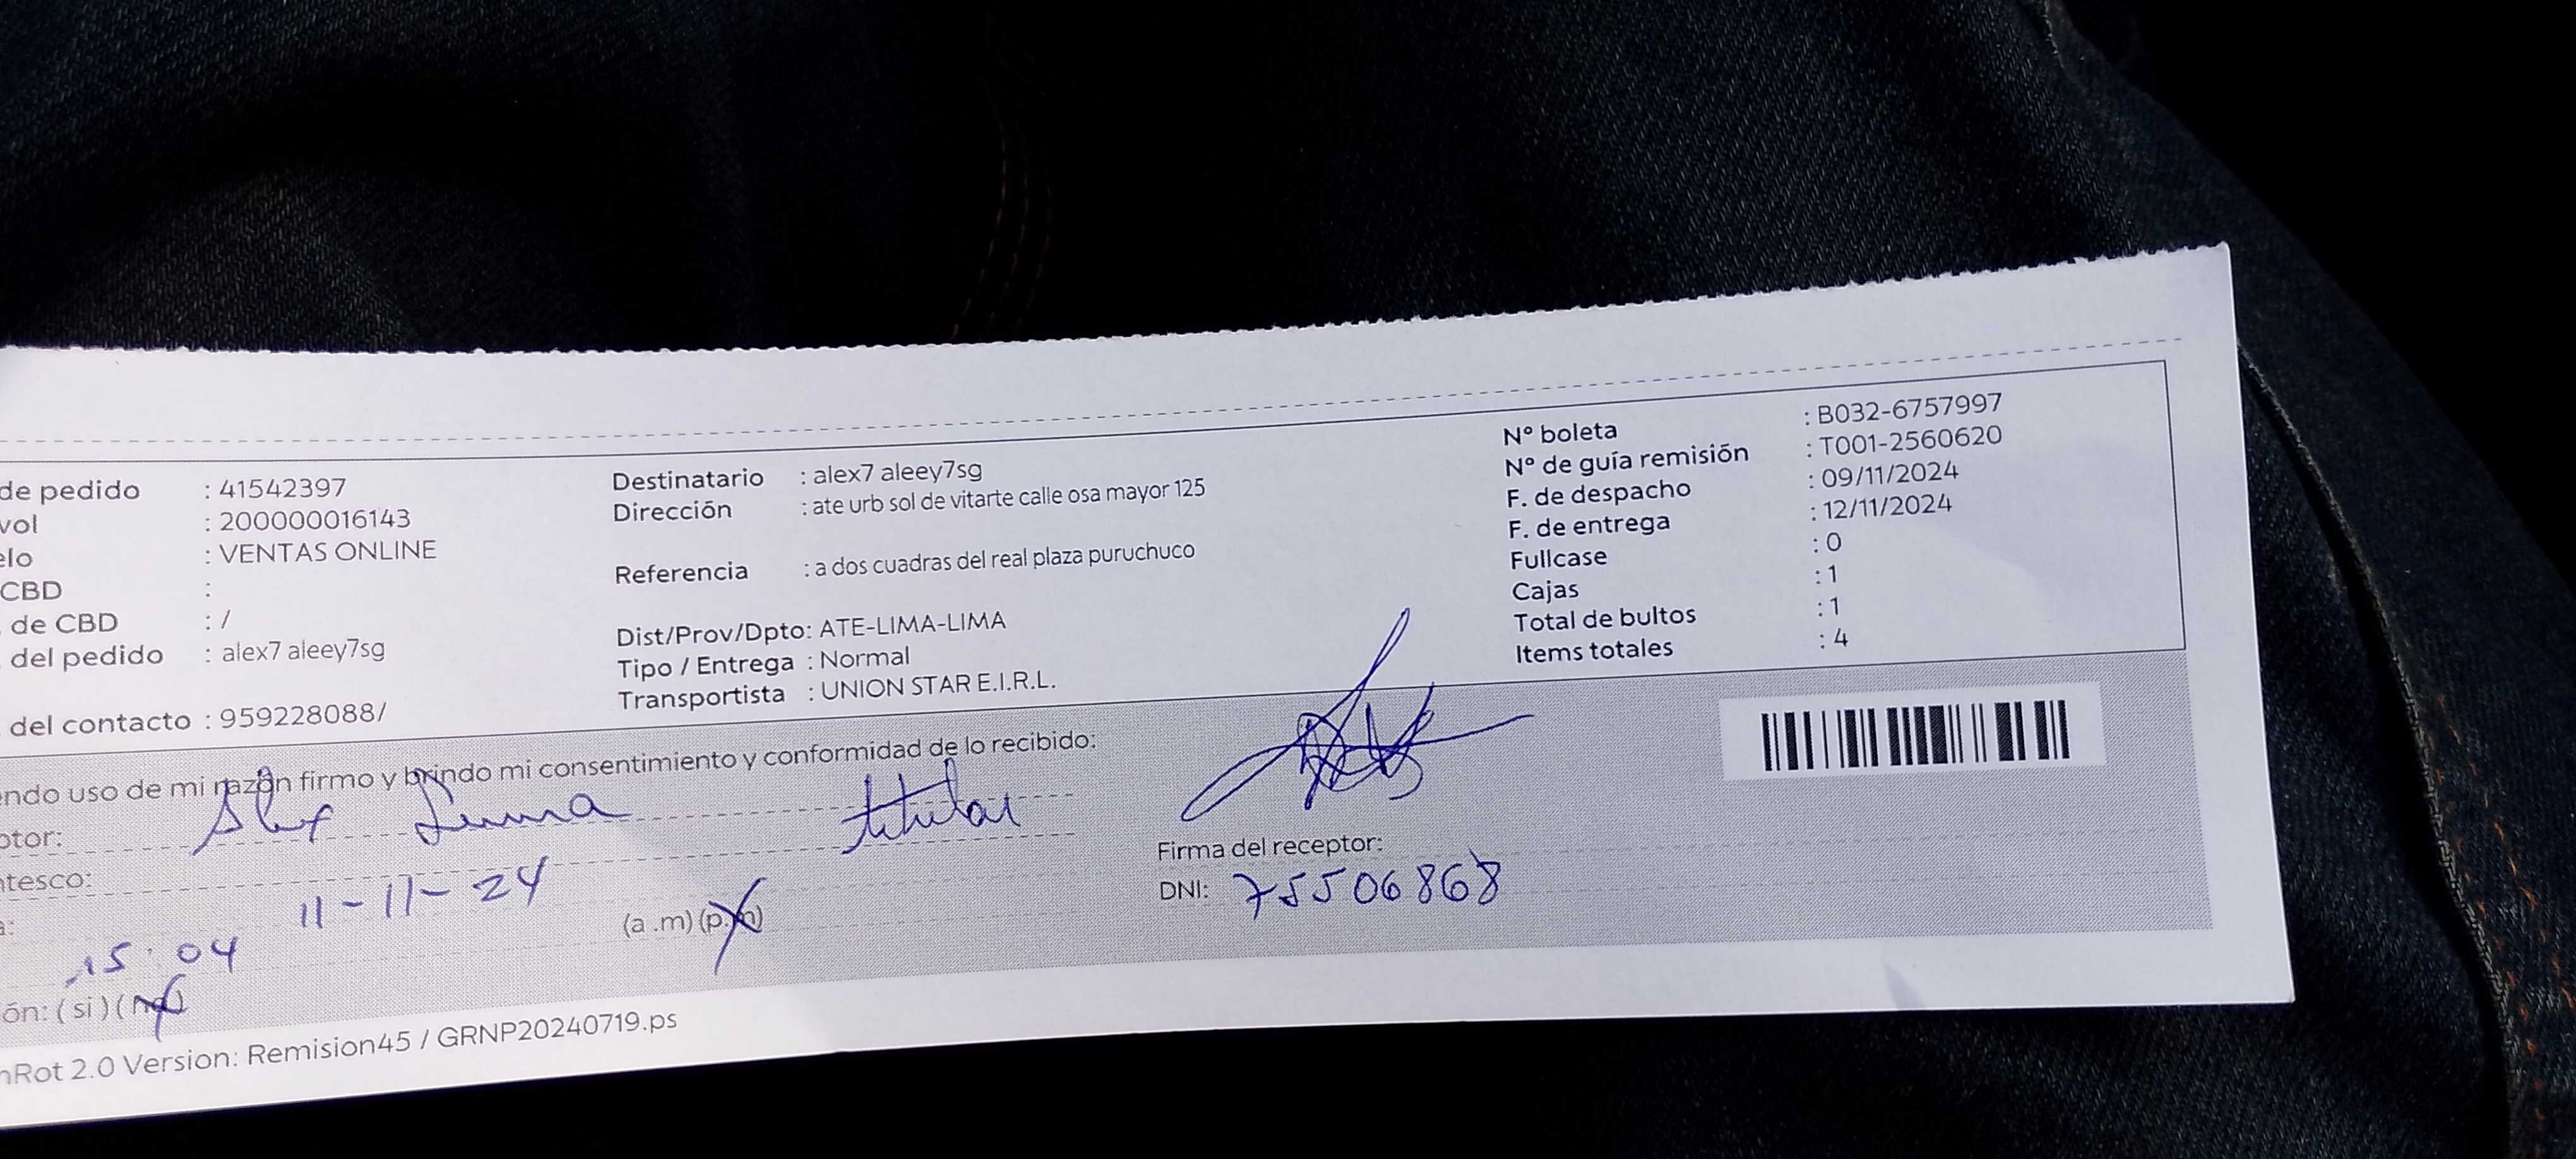 de pedido : 41542397
vol : 200000016143
elo : VENTAS ONLINE
CBD :
de CBD : /
del pedido : alex7 aleey7sg
del contacto : 959228088/
Destinatario : alex7 aleey7sg
Dirección : ate urb sol de vitarte calle osa mayor 125
Referencia : a dos cuadras del real plaza puruchuco
Dist/Prov/Dpto: ATE-LIMA-LIMA
Tipo / Entrega : Normal
Transportista : UNION STAR E.I.R.L.
N° boleta : B032-6757997
N° de guía remisión : T001-2560620
F. de despacho : 09/11/2024
F. de entrega : 12/11/2024
Fullcase : 0
Cajas : 1
Total de bultos : 1
Items totales : 4
endo uso de mi razón firmo y brindo mi consentimiento y conformidad de lo recibido:
ptor: Alex titular
ntesco:
a: 11-11-24
15:04 (a .m) (p.m)
ón: ( si ) ( no )
Firma del receptor:
DNI: 75506868
nRot 2.0 Version: Remision45 / GRNP20240719.ps